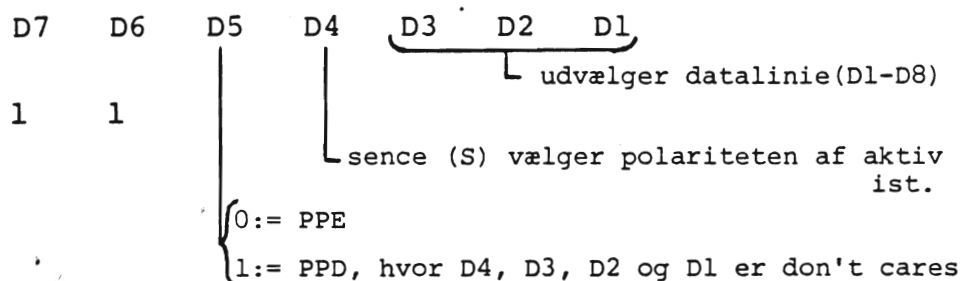 D7 D6 D5 D4 D3 D2 D1
udvælger datalinie(D1-D8)
1 1
sence (S) vælger polariteten af aktiv
ist.
0:= PPE
1:= PPD, hvor D4, D3, D2 og D1 er don't cares